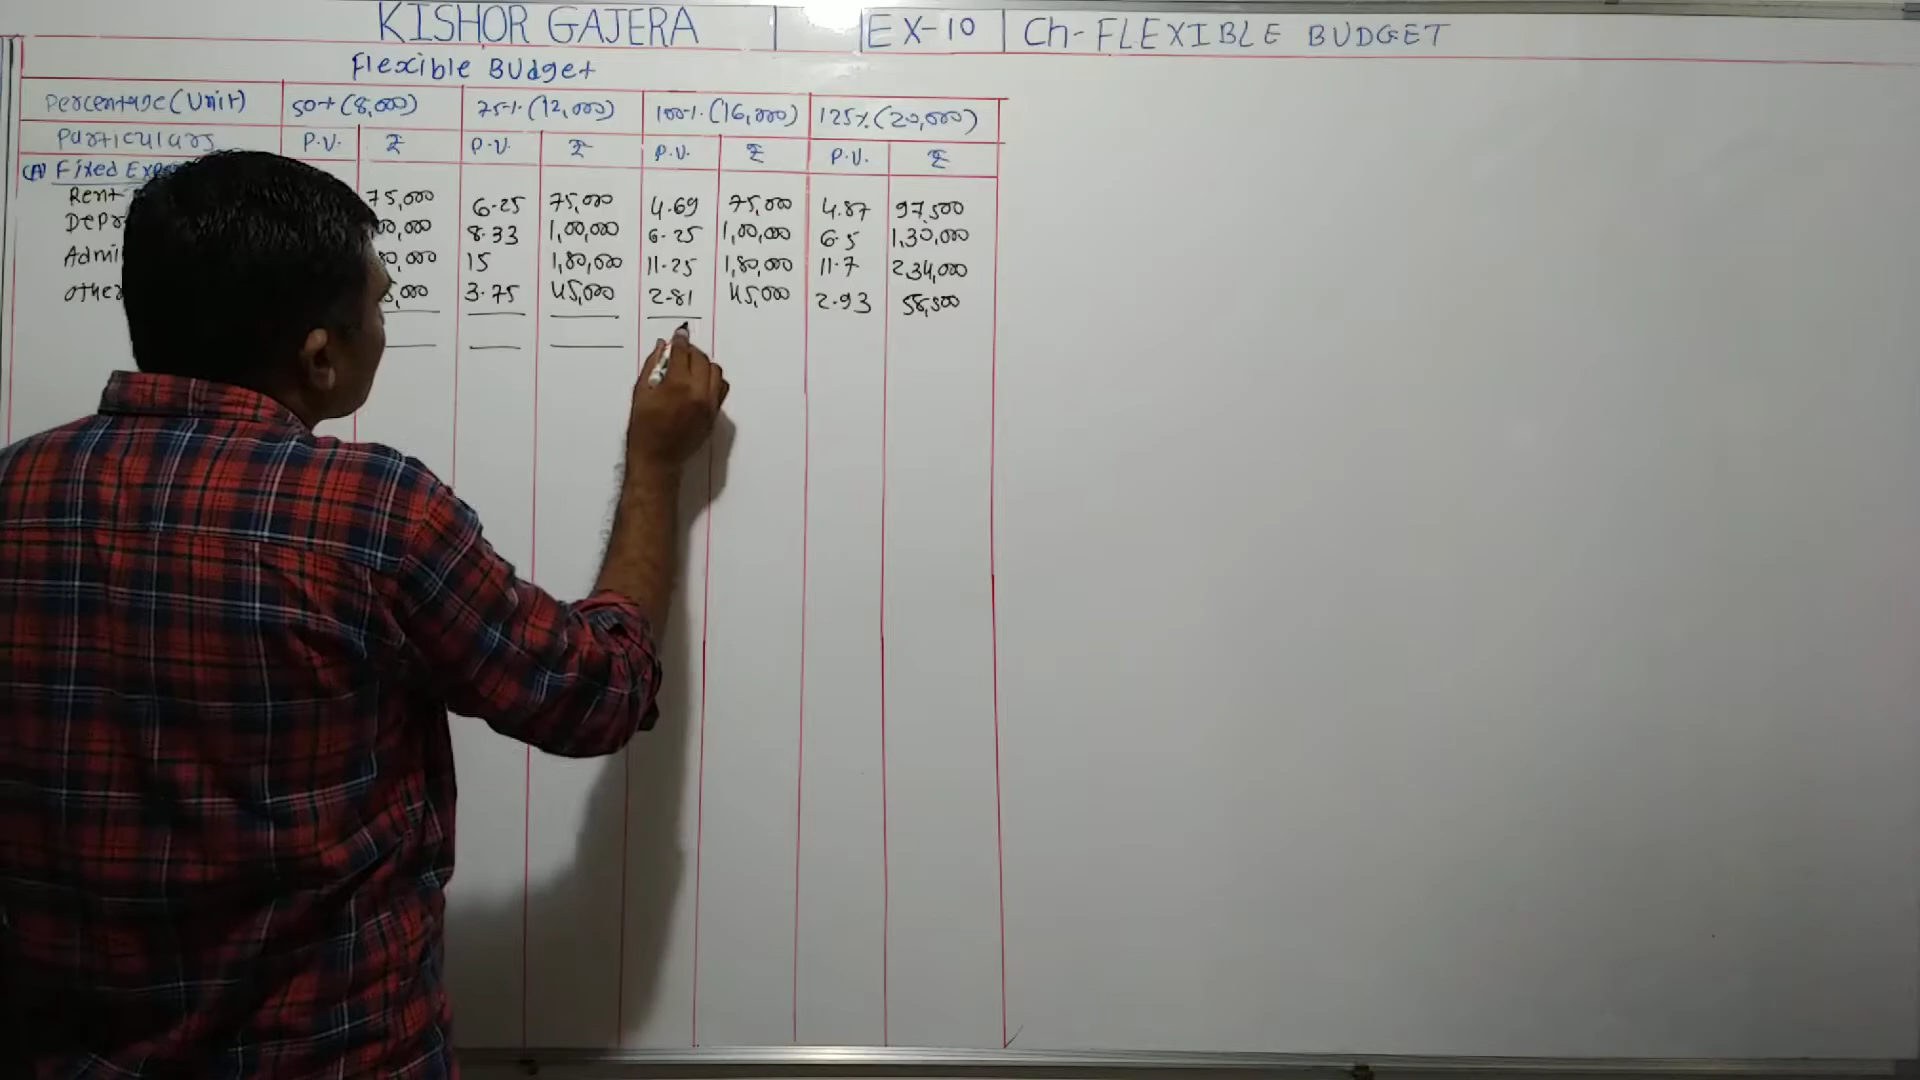 KISHOR GAJERA EX-10 Ch- FLEXIBLE BUDGET
Flexible Budget
Percentage (Unit) 50% (8,000) 75% (12,000) 100% (16,000) 125% (20,000)
Particulars P.U. ₹ P.U. ₹ P.U. ₹ P.U. ₹
(A) Fixed
Rent 75,000 6.25 75,000 4.69 75,000 4.87 97,500
8.33 1,00,000 6.25 1,00,000 6.5 1,30,000
15 1,80,000 11.25 1,80,000 11.7 2,34,000
3.75 45,000 2.81 45,000 2.93 58,500